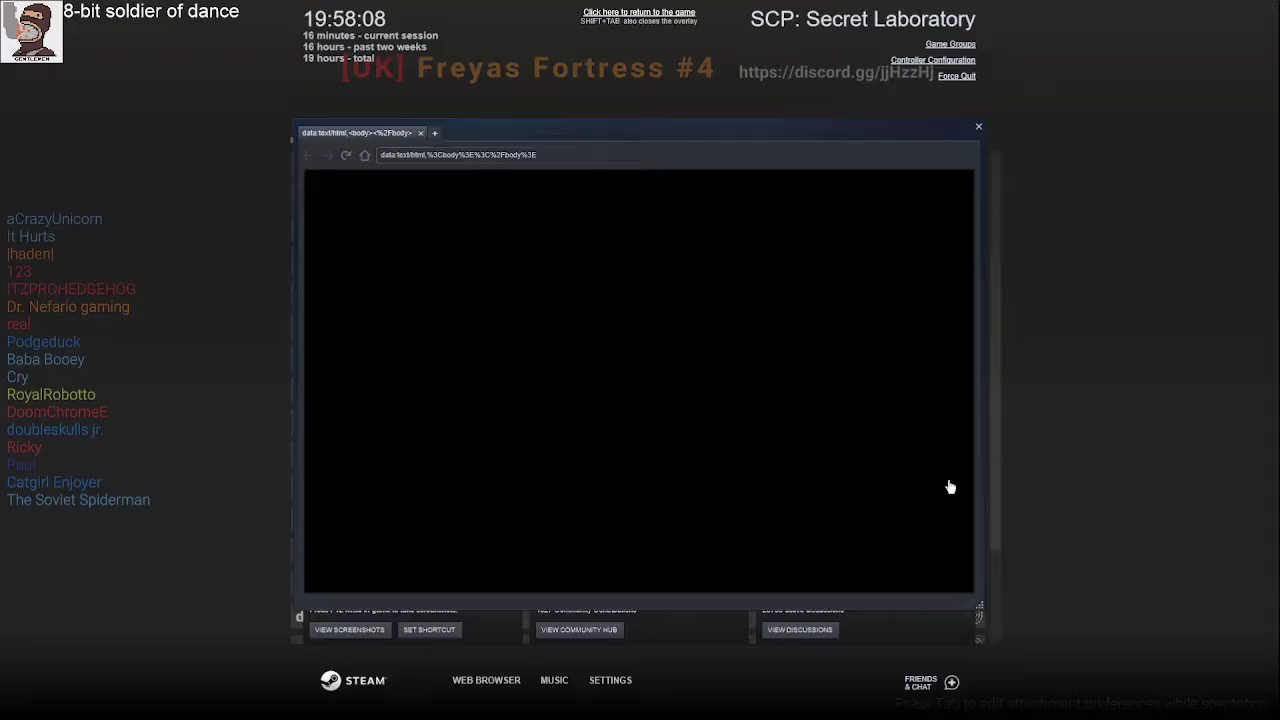 8-bit soldier of dance
GENTLEMEN
19:58:08
16 minutes - current session
16 hours - past two weeks
19 hours - total
Click here to return to the game
SHIFT+TAB also closes the overlay
SCP: Secret Laboratory
Game Groups
Controller Configuration
Force Quit
[UK] Freyas Fortress #4
https://discord.gg/jjHzzHj
data:text/html,<body><%2Fbody>
data:text/html,%3Cbody%3E%3C%2Fbody%3E
aCrazyUnicorn
It Hurts
|haden|
123
ITZPROHEDGEHOG
Dr. Nefario gaming
real
Podgeduck
Baba Booey
Cry
RoyalRobotto
DoomChromeE
doubleskulls jr.
Ricky
Paul
Catgirl Enjoyer
The Soviet Spiderman
VIEW SCREENSHOTS
SET SHORTCUT
VIEW COMMUNITY HUB
VIEW DISCUSSIONS
STEAM
WEB BROWSER
MUSIC
SETTINGS
FRIENDS
& CHAT
Press Tab to edit attachment preferences while spectating